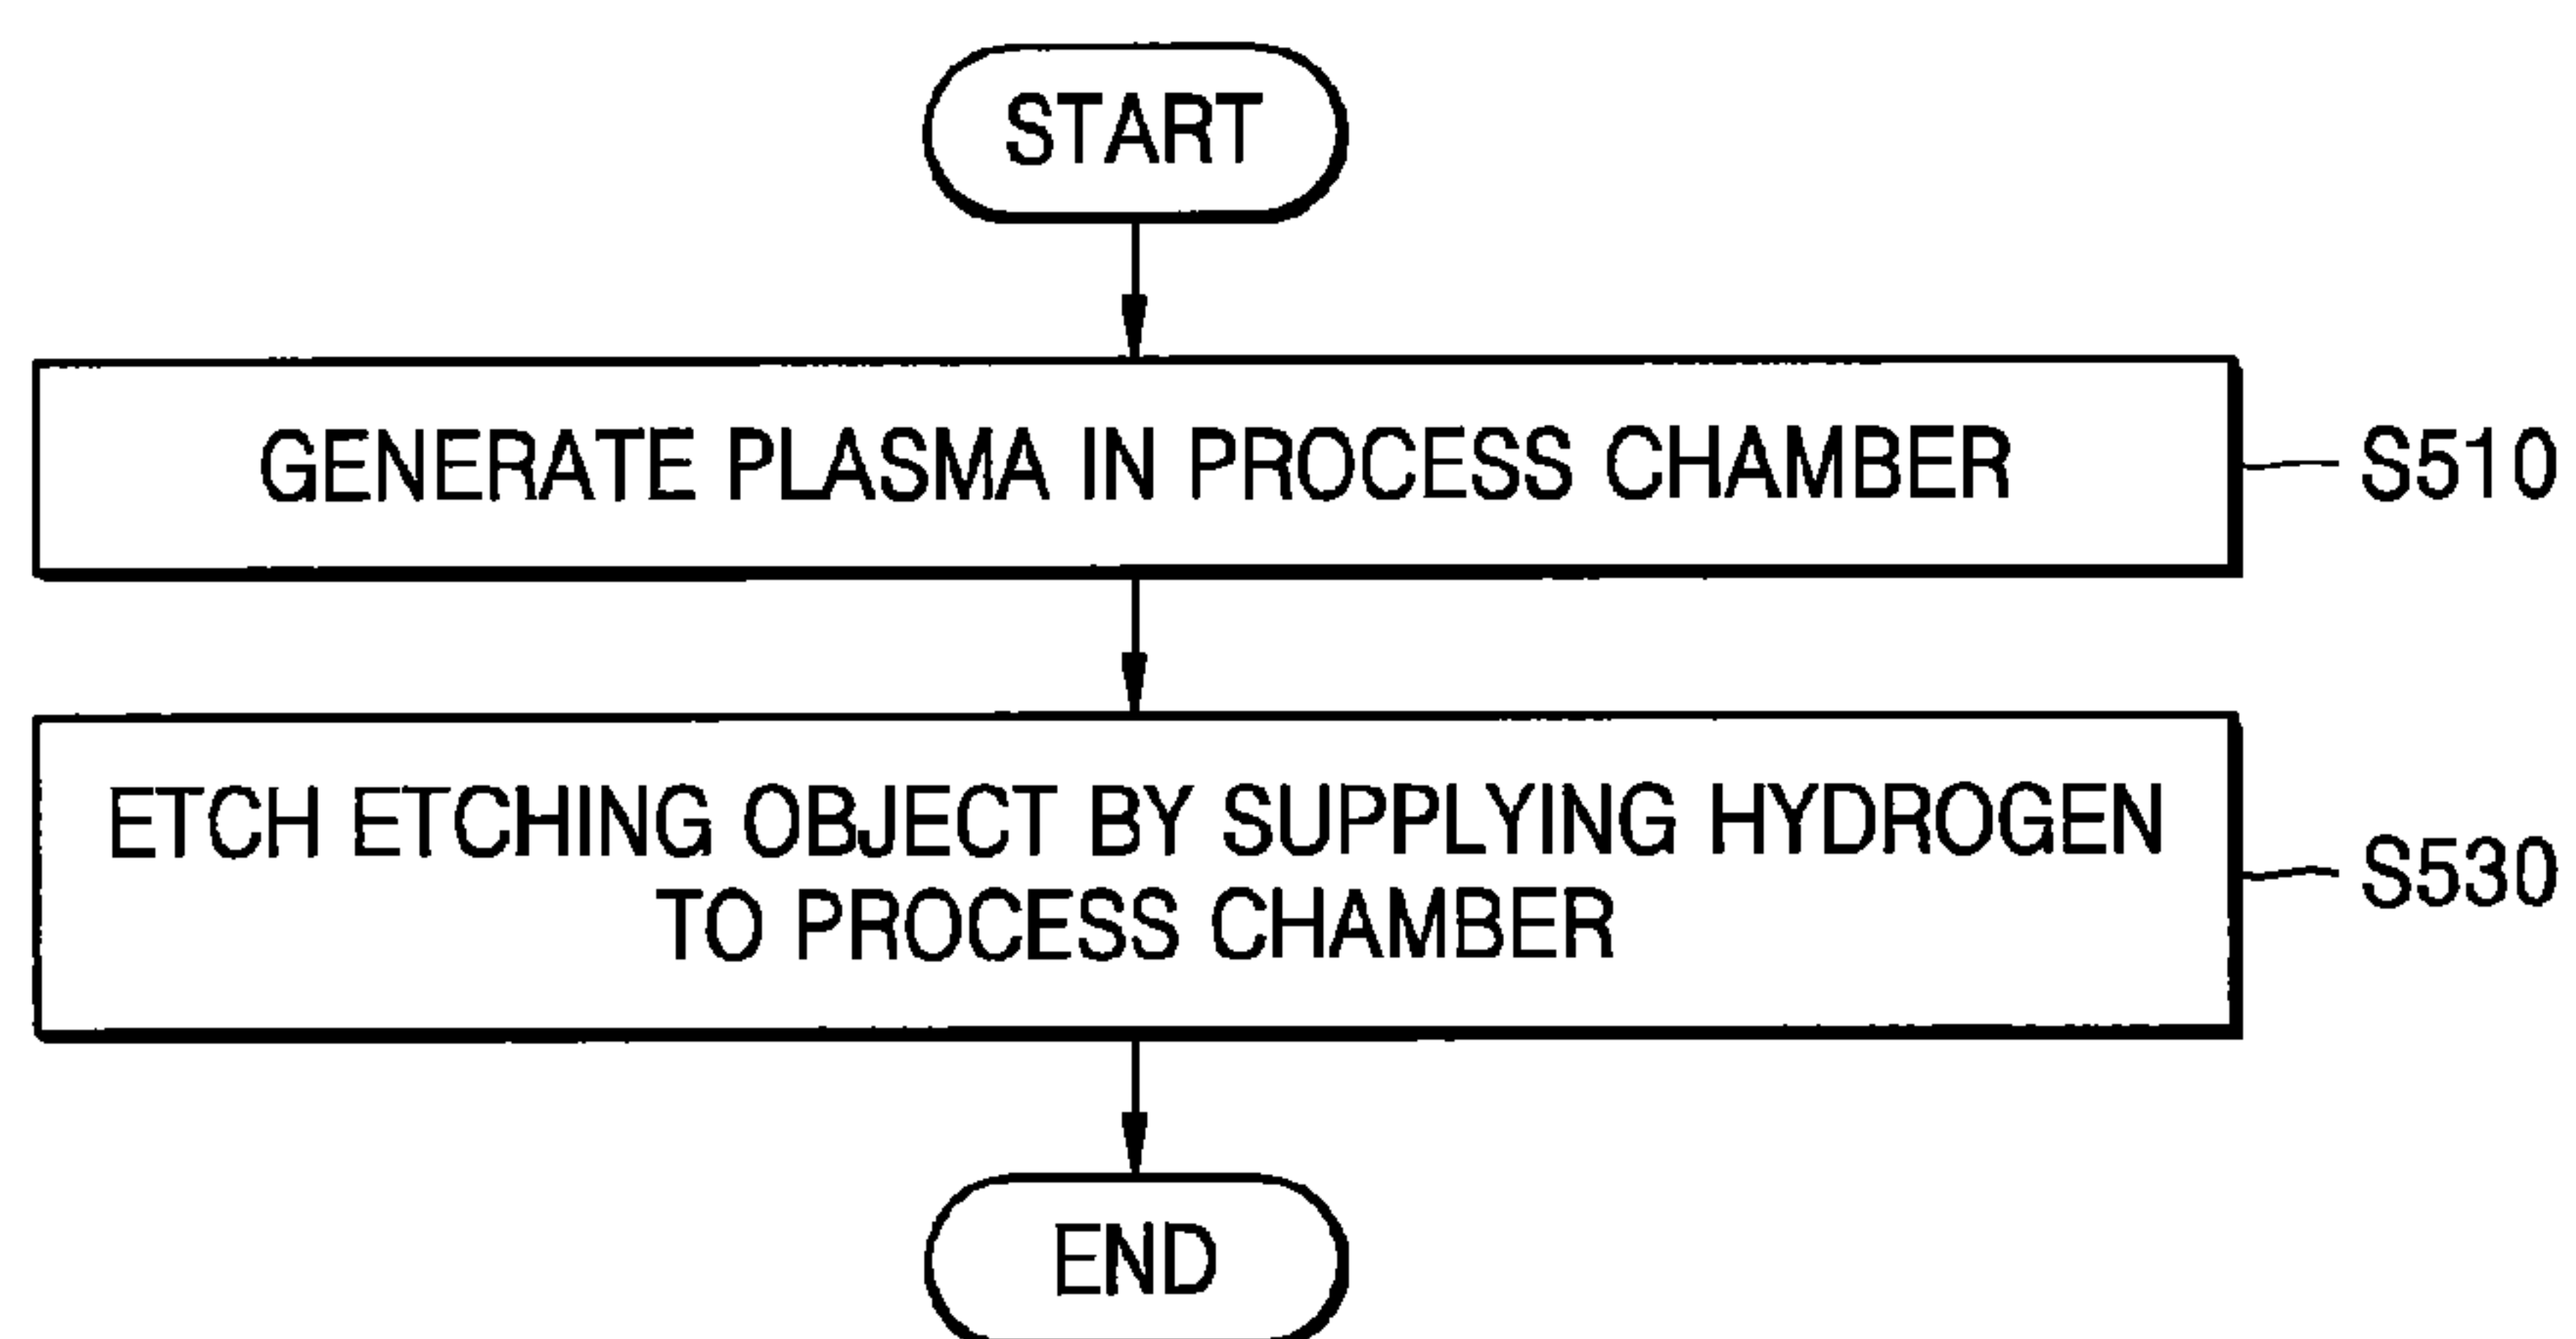 START
GENERATE PLASMA IN PROCESS CHAMBER
S510
ETCH ETCHING OBJECT BY SUPPLYING HYDROGEN
TO PROCESS CHAMBER
S530
END